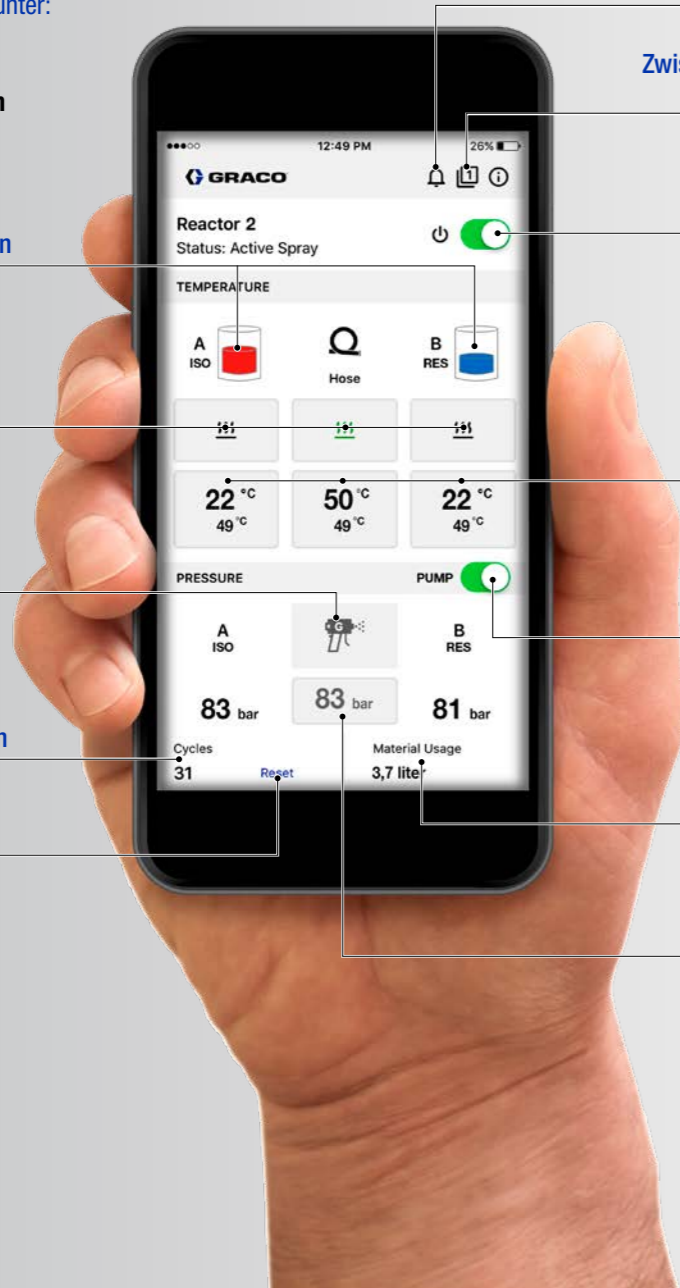 unter:
Zwis
n
12:49 PM 26%
GRACO 1
Reactor 2
Status: Active Spray
n
TEMPERATURE
A
ISO
B
RES
Hose
22 °C 50 °C 22 °C
49 °C 49 °C 49 °C
PRESSURE PUMP
A
ISO
G
B
RES
83 bar 83 bar 81 bar
n
Cycles Material Usage
31 Reset 3,7 liter